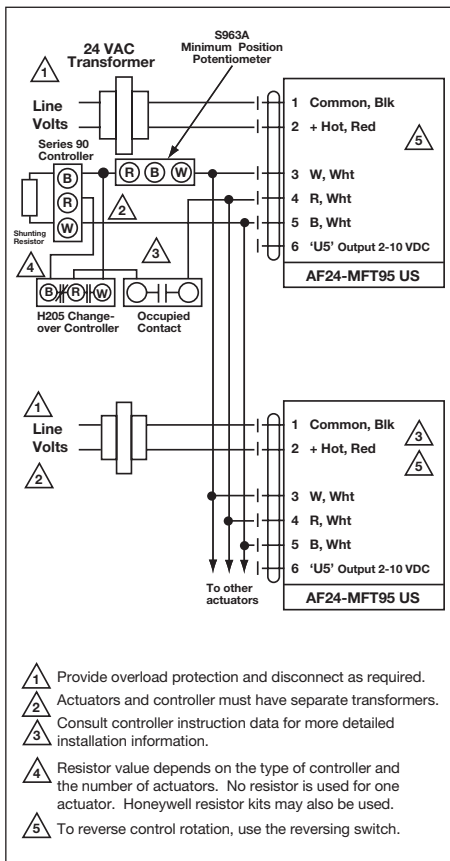 S963A
Minimum Position
Potentiometer
24 VAC
Transformer
1
Line
Volts
1 Common, Blk
2 + Hot, Red
5
Series 90
Controller
B
R
W
R B W
2
3 W, Wht
4 R, Wht
5 B, Wht
6 'U5' Output 2-10 VDC
AF24-MFT95 US
Shunting
Resistor
4
3
B R W
H205 Change-
over Controller
Occupied
Contact
1
Line
Volts
2
1 Common, Blk
2 + Hot, Red
3
5
3 W, Wht
4 R, Wht
5 B, Wht
6 'U5' Output 2-10 VDC
AF24-MFT95 US
To other
actuators
1 Provide overload protection and disconnect as required.
2 Actuators and controller must have separate transformers.
3 Consult controller instruction data for more detailed
installation information.
4 Resistor value depends on the type of controller and
the number of actuators. No resistor is used for one
actuator. Honeywell resistor kits may also be used.
5 To reverse control rotation, use the reversing switch.